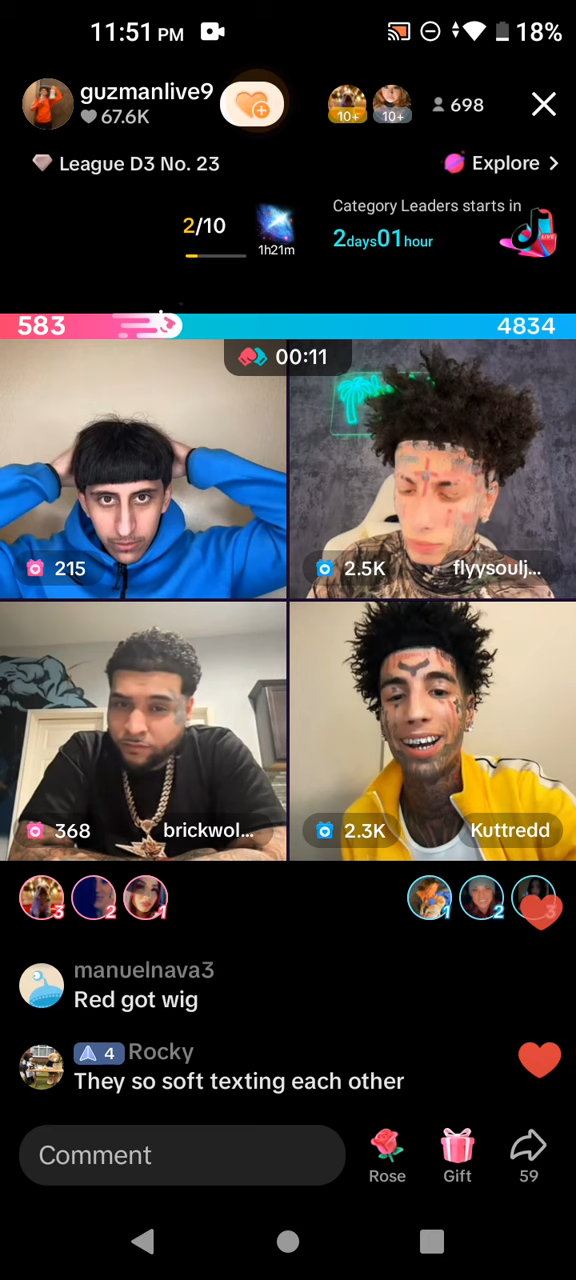 11:51 PM
18%
guzmanlive9
67.6K
10+
10+
698
League D3 No. 23
Explore >
2/10
1h21m
Category Leaders starts in
2days01hour
LIVE
583
4834
00:11
215
2.5K
flyysoulj...
368
brickwol...
2.3K
Kuttredd
3
2
1
1
2
3
manuelnava3
Red got wig
4 Rocky
They so soft texting each other
Comment
Rose
Gift
59